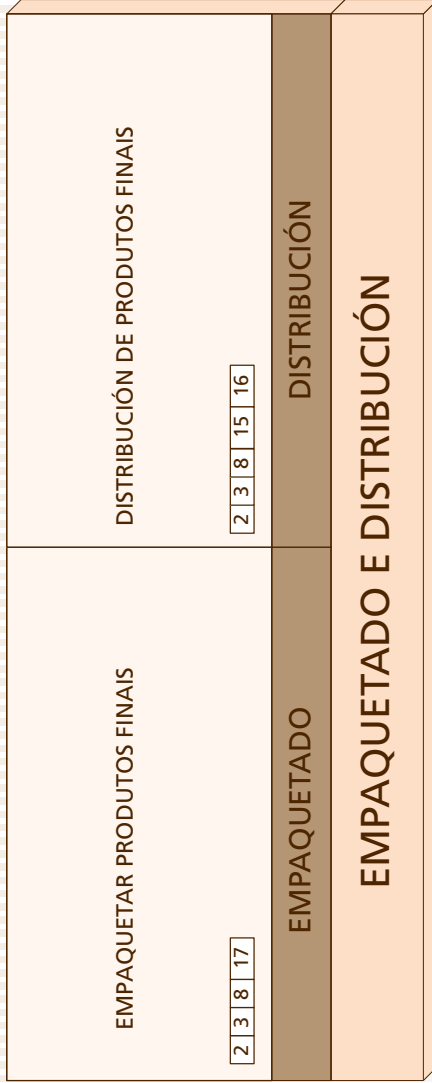 EMPAQUETAR PRODUTOS FINAIS
2 3 8 17
EMPAQUETADO
DISTRIBUCIÓN DE PRODUTOS FINAIS
2 3 8 15 16
DISTRIBUCIÓN
EMPAQUETADO E DISTRIBUCIÓN